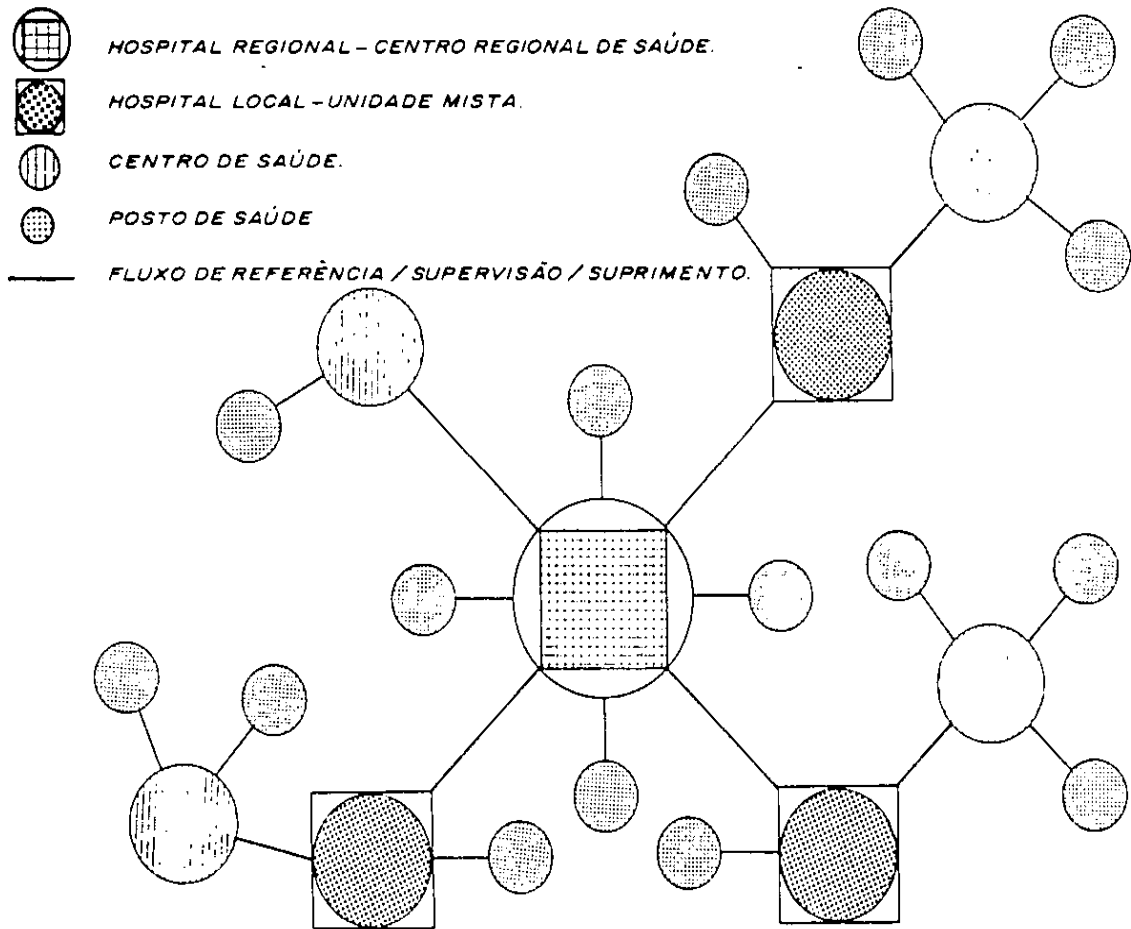 HOSPITAL REGIONAL - CENTRO REGIONAL DE SAÚDE.
HOSPITAL LOCAL - UNIDADE MISTA.
CENTRO DE SAÚDE.
POSTO DE SAÚDE
FLUXO DE REFERÊNCIA / SUPERVISÃO / SUPRIMENTO.